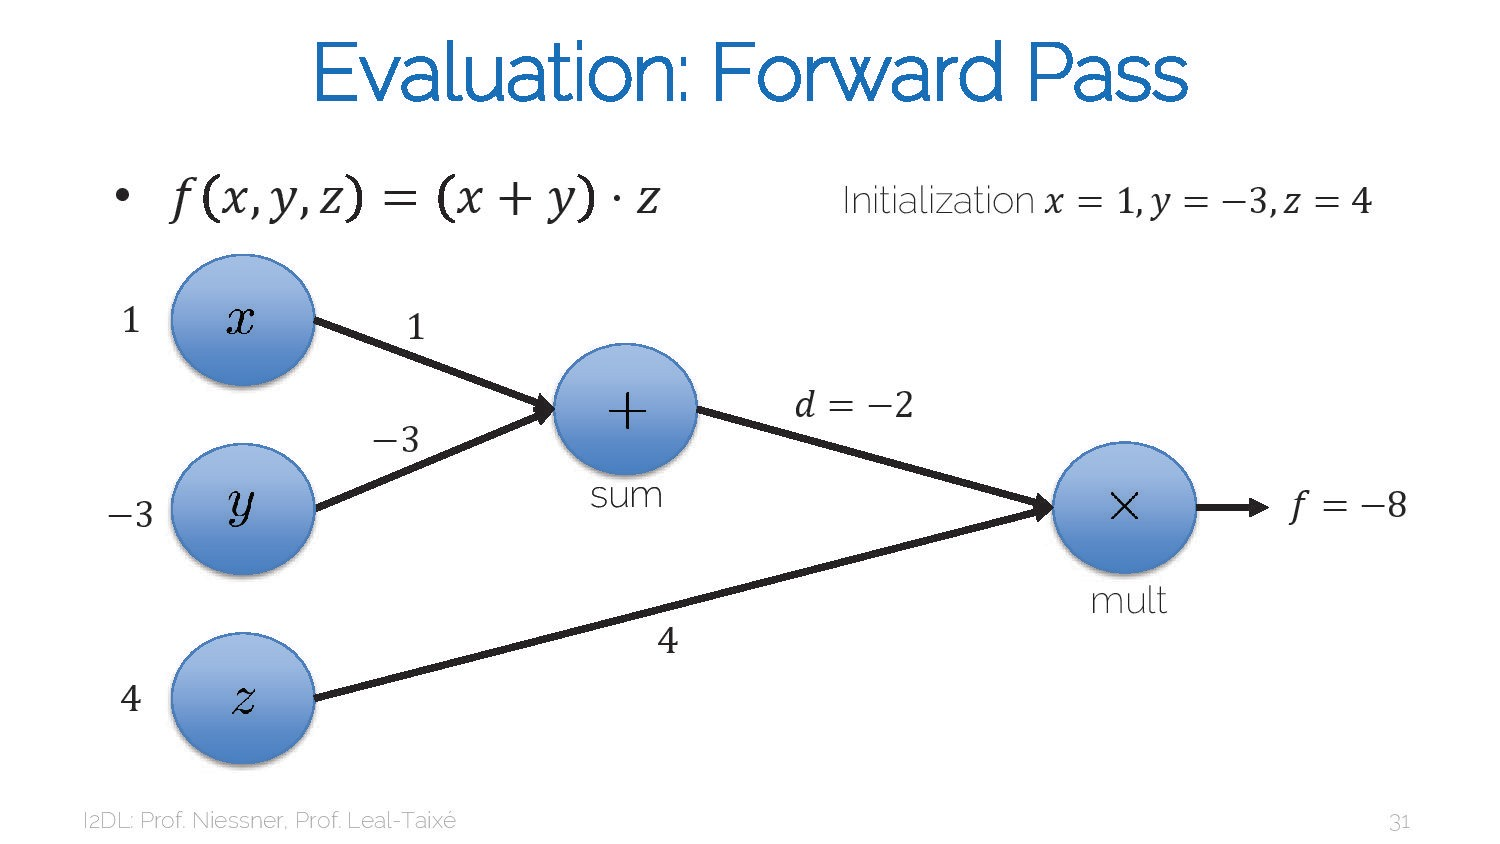 Evaluation: Forward Pass
• f(x, y, z) = (x + y) · z
Initialization x = 1, y = −3, z = 4
1
x
1
+
sum
d = −2
−3
−3
y
×
mult
f = −8
4
4
z
I2DL: Prof. Niessner, Prof. Leal-Taixé
31